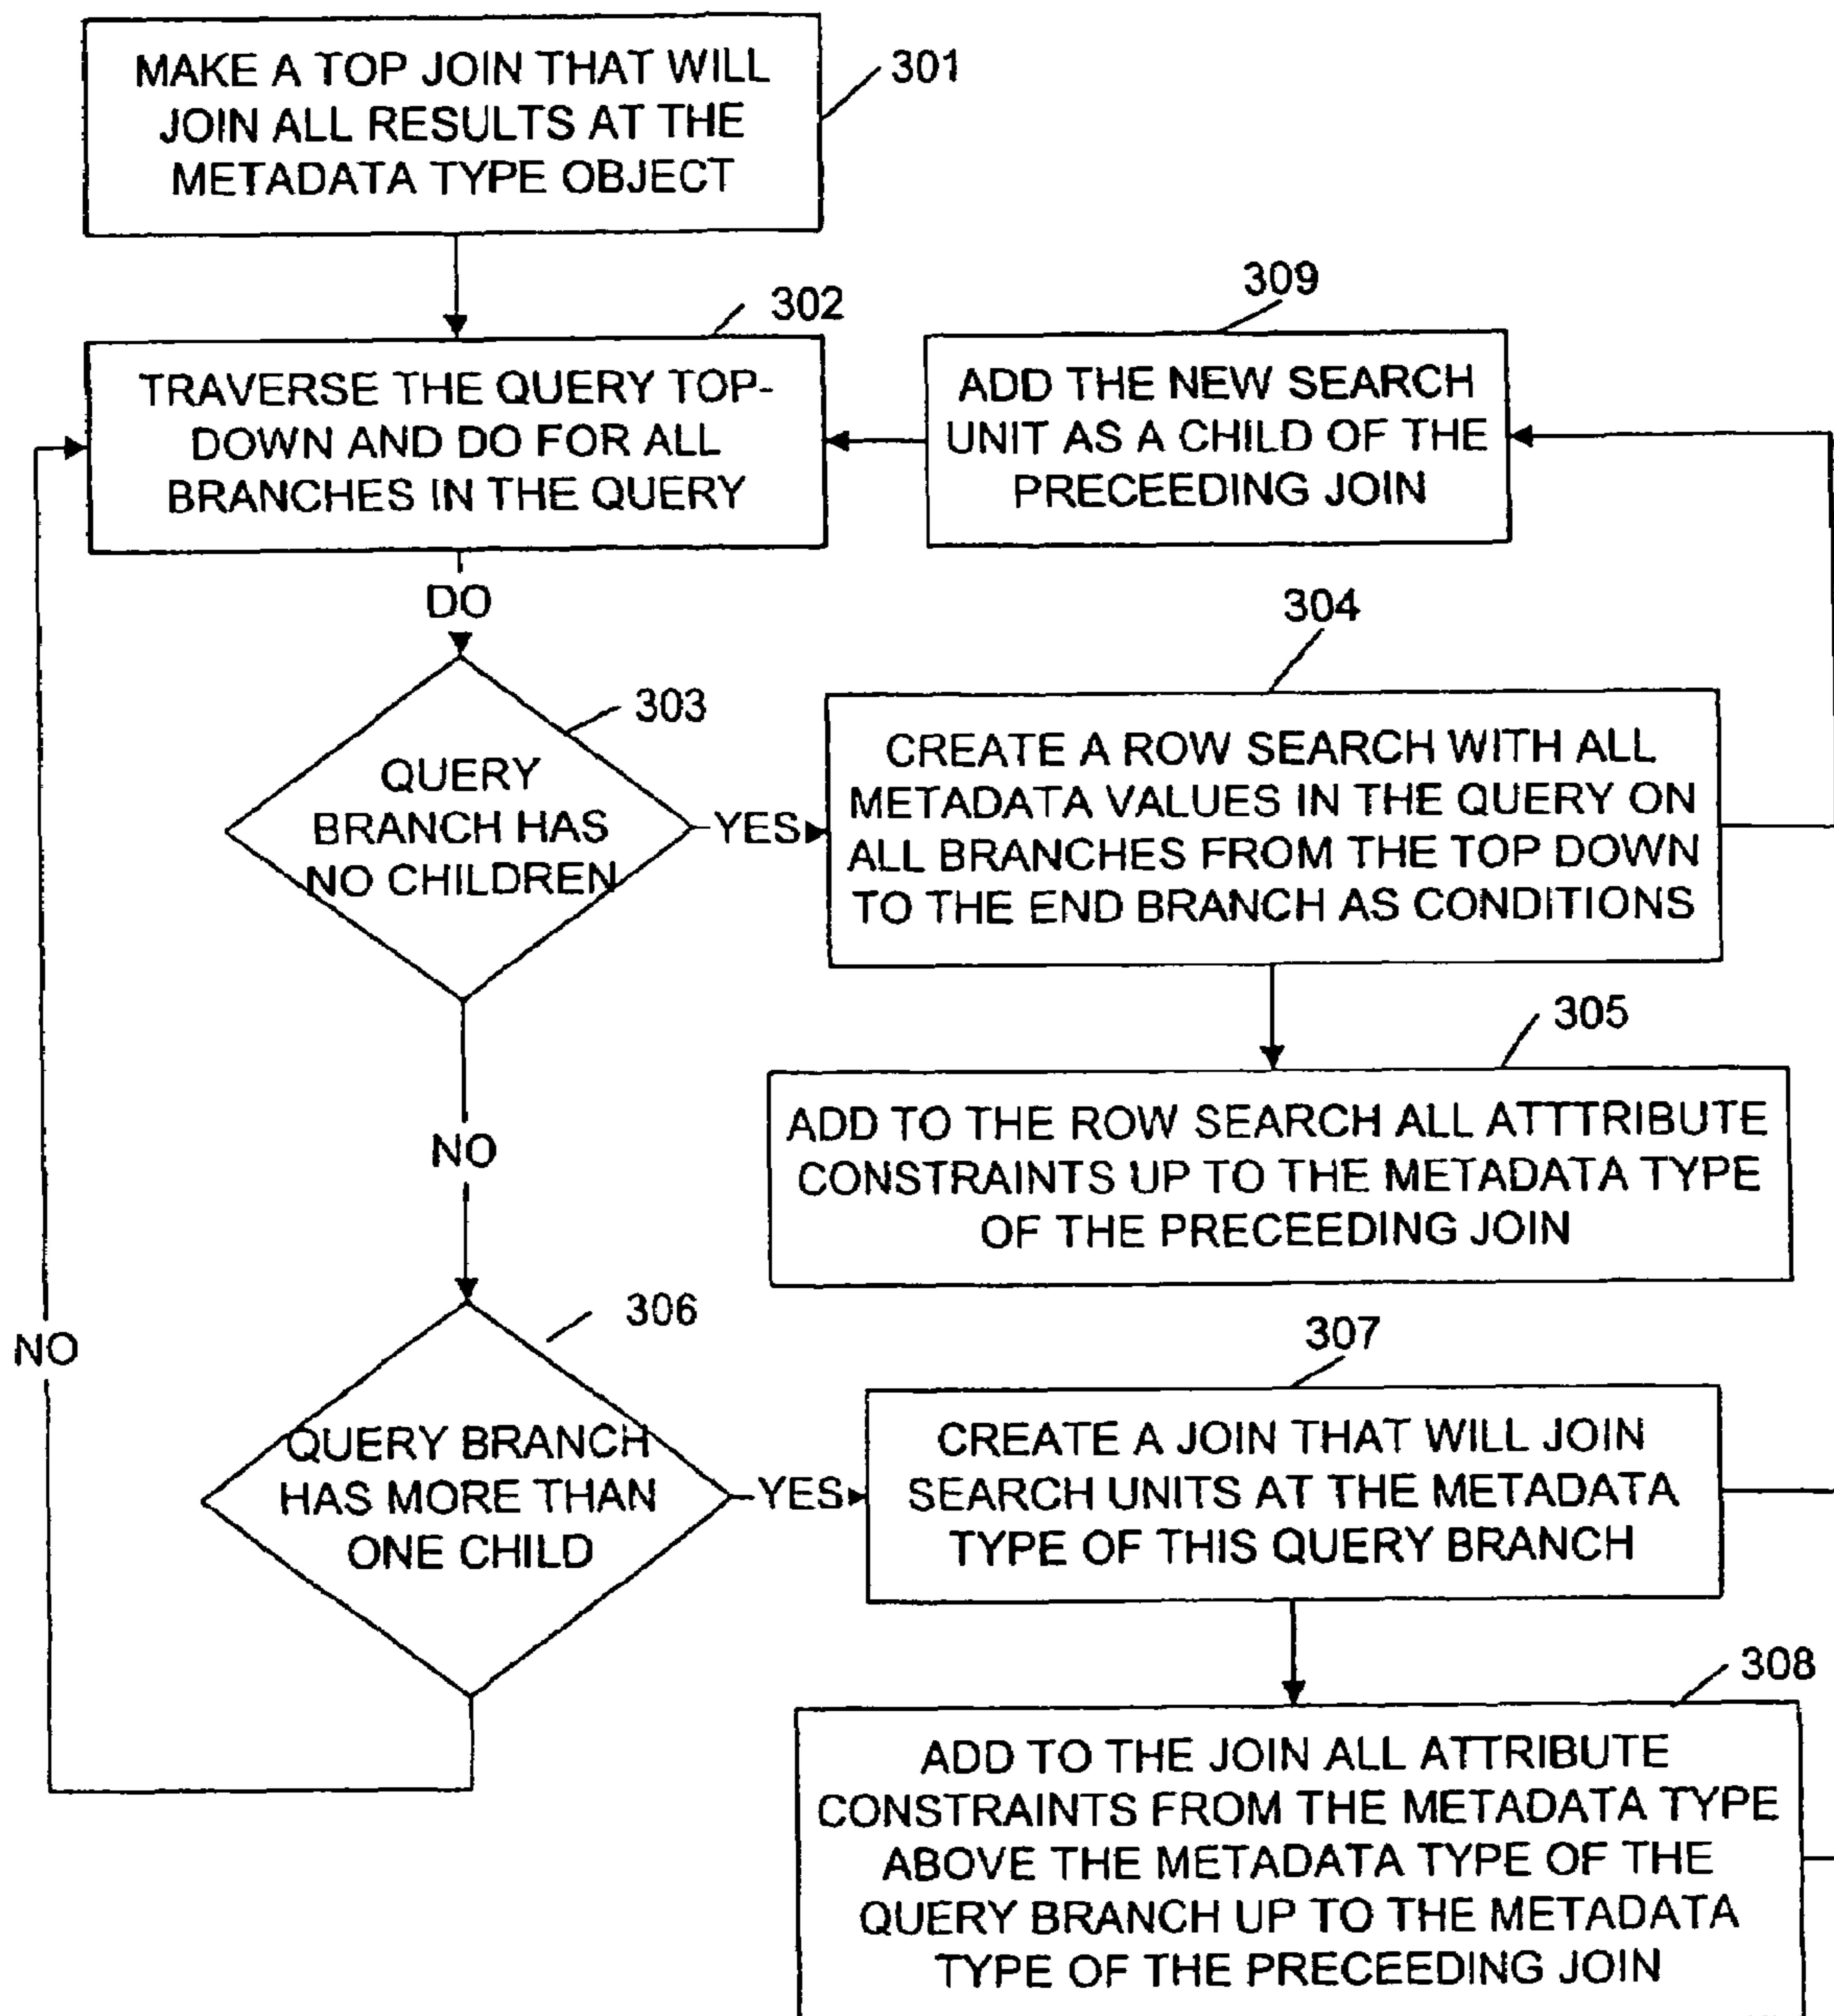 MAKE A TOP JOIN THAT WILL
JOIN ALL RESULTS AT THE
METADATA TYPE OBJECT
301
302
TRAVERSE THE QUERY TOP-
DOWN AND DO FOR ALL
BRANCHES IN THE QUERY
309
ADD THE NEW SEARCH
UNIT AS A CHILD OF THE
PRECEEDING JOIN
DO
303
QUERY
BRANCH HAS
NO CHILDREN
YES
304
CREATE A ROW SEARCH WITH ALL
METADATA VALUES IN THE QUERY ON
ALL BRANCHES FROM THE TOP DOWN
TO THE END BRANCH AS CONDITIONS
305
ADD TO THE ROW SEARCH ALL ATTTRIBUTE
CONSTRAINTS UP TO THE METADATA TYPE
OF THE PRECEEDING JOIN
NO
306
QUERY BRANCH
HAS MORE THAN
ONE CHILD
NO
YES
307
CREATE A JOIN THAT WILL JOIN
SEARCH UNITS AT THE METADATA
TYPE OF THIS QUERY BRANCH
308
ADD TO THE JOIN ALL ATTRIBUTE
CONSTRAINTS FROM THE METADATA TYPE
ABOVE THE METADATA TYPE OF THE
QUERY BRANCH UP TO THE METADATA
TYPE OF THE PRECEEDING JOIN